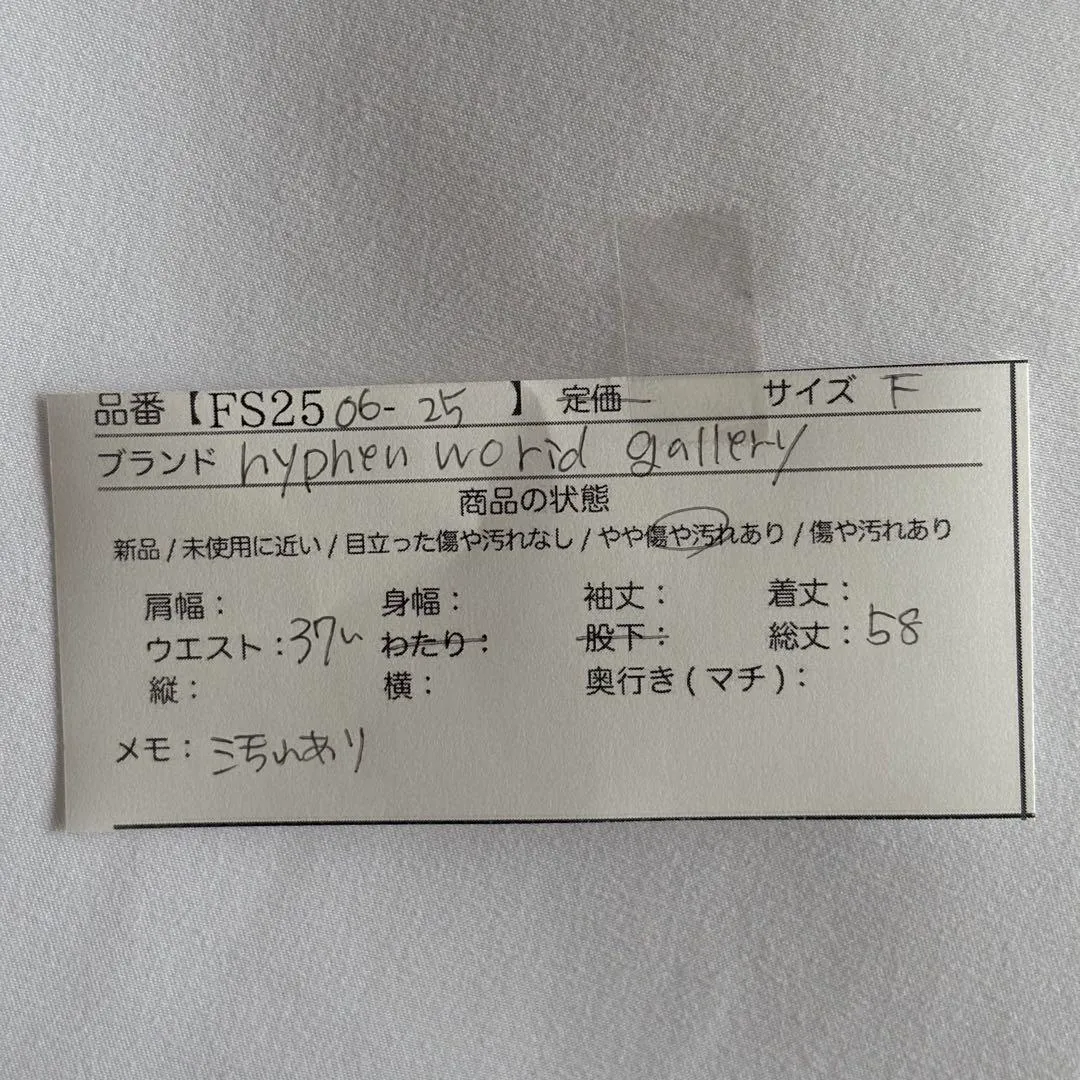 品番【FS2506-25 】定価 サイズ F
ブランド hyphen world gallery
商品の状態
新品/未使用に近い/目立った傷や汚れなし/やや傷や汚れあり/傷や汚れあり
肩幅： 身幅： 袖丈： 着丈：
ウエスト：37 わたり： 股下： 総丈：58
縦： 横： 奥行き(マチ)：
メモ：汚れあり